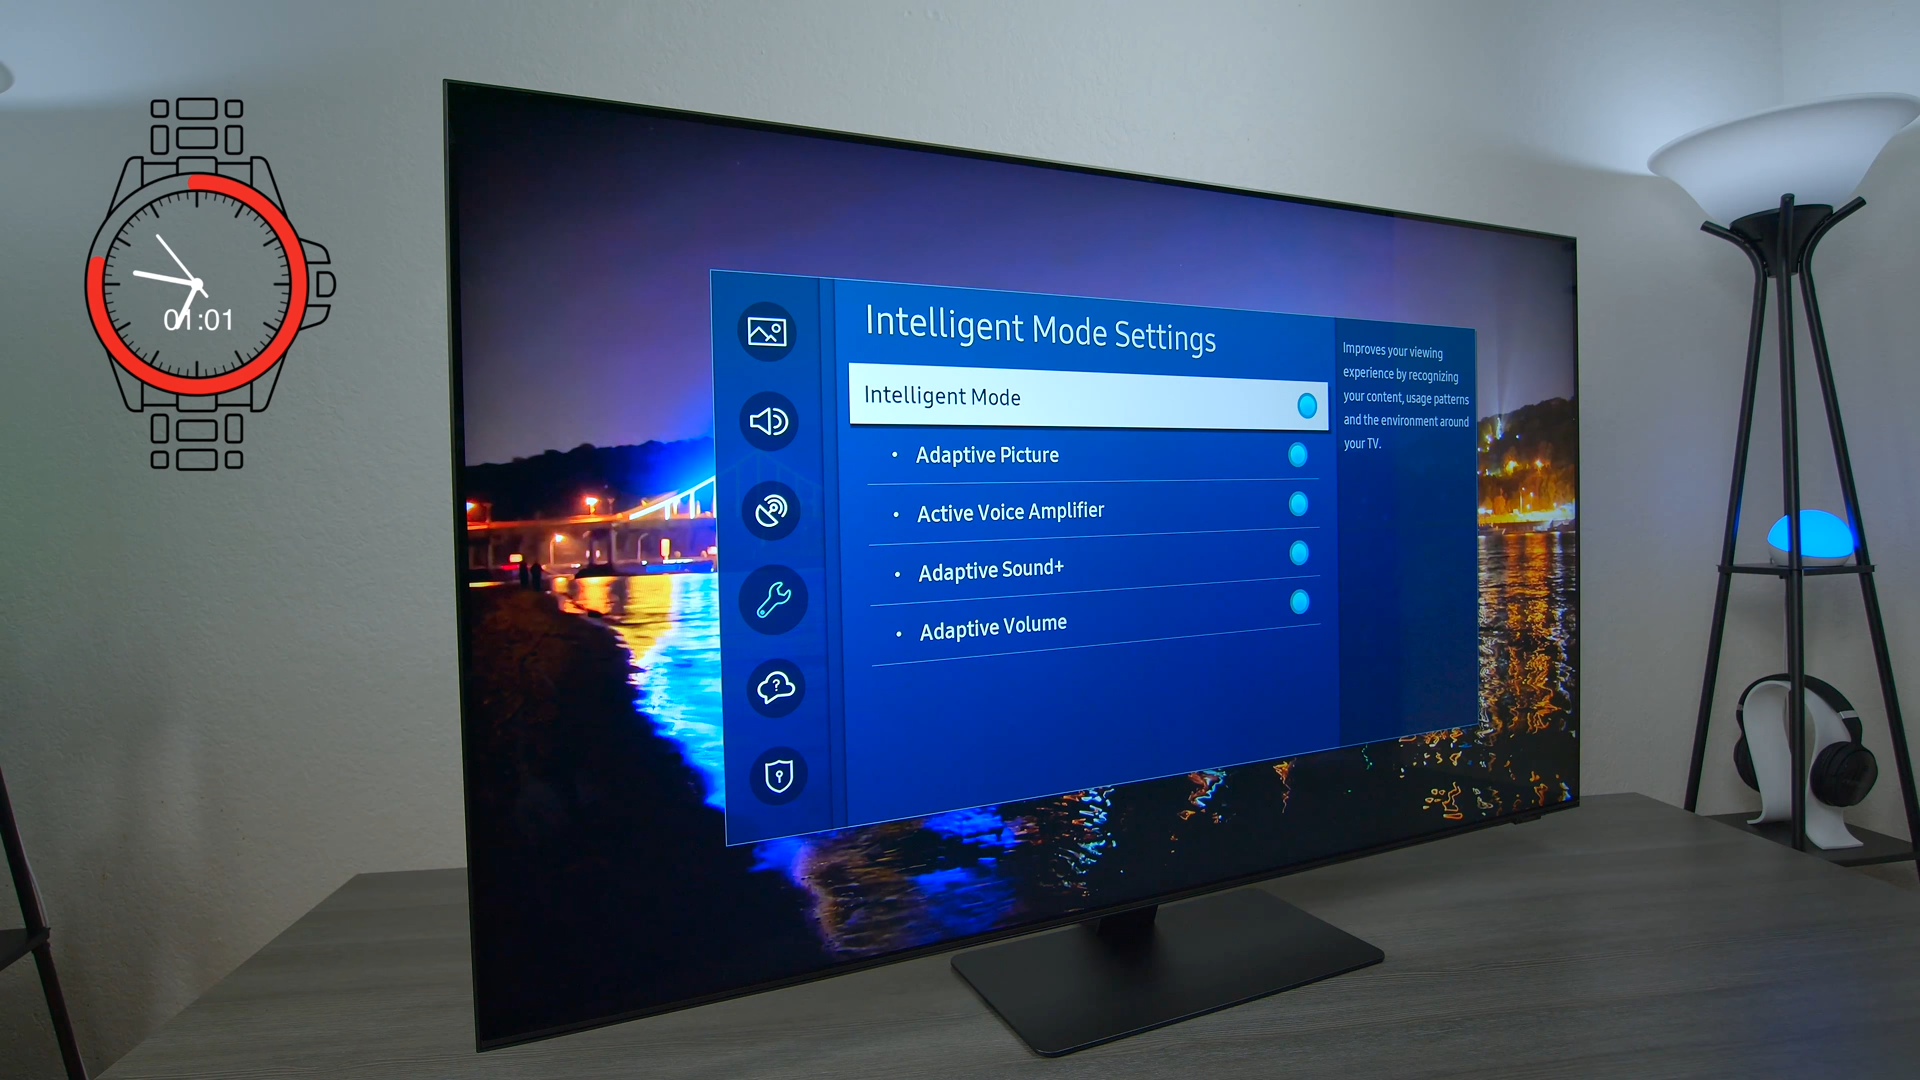 01:01
Intelligent Mode Settings
Intelligent Mode
• Adaptive Picture
• Active Voice Amplifier
• Adaptive Sound+
• Adaptive Volume
Improves your viewing
experience by recognizing
your content, usage patterns
and the environment around
your TV.
?